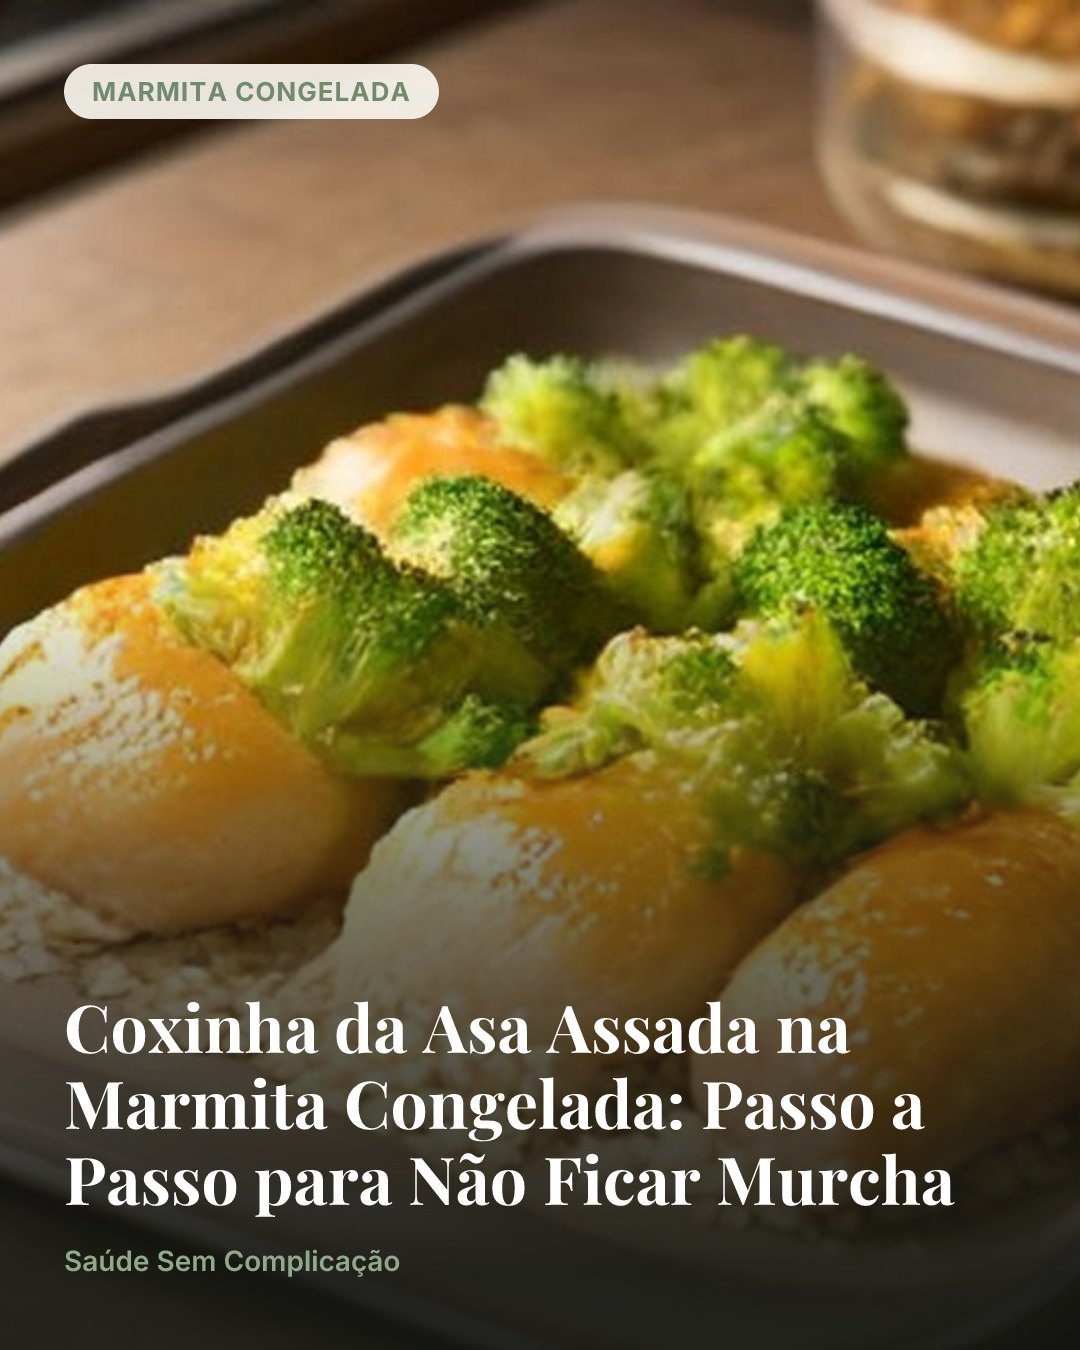 MARMITA CONGELADA
Coxinha da Asa Assada na
Marmita Congelada: Passo a
Passo para Não Ficar Murcha
Saúde Sem Complicação